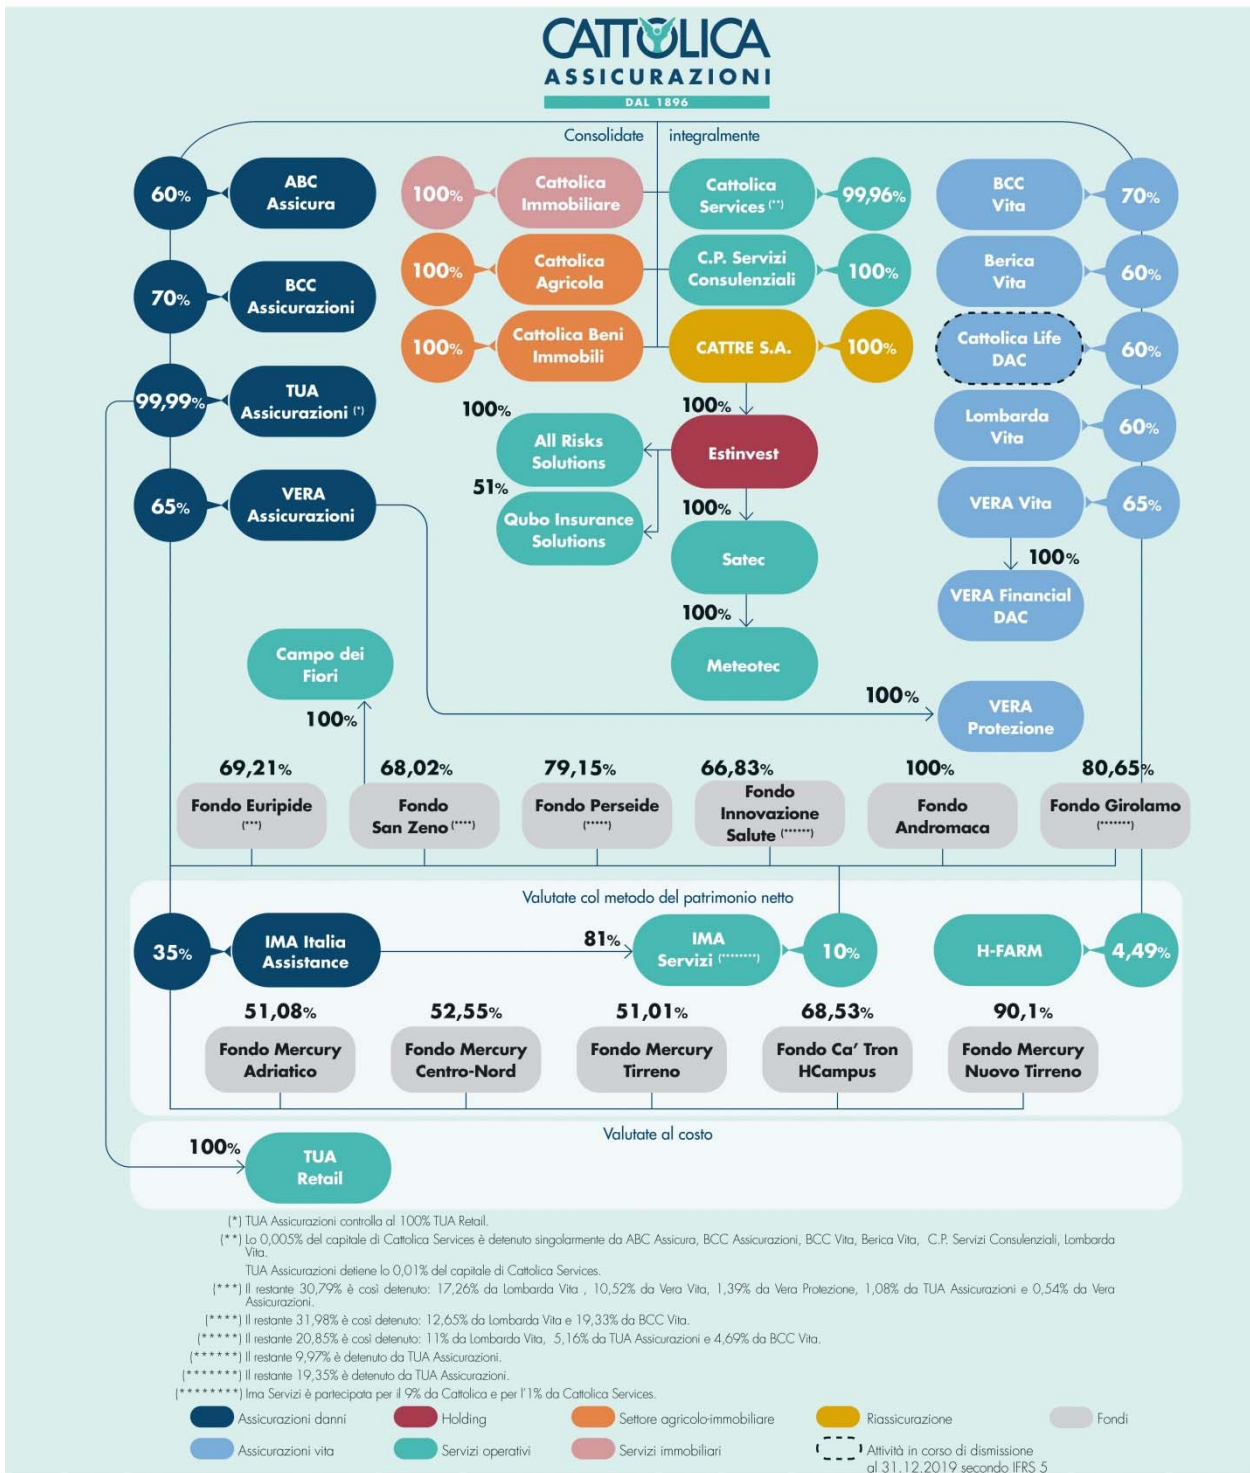 CATTOLICA
ASSICURAZIONI
DAL 1896
Consolidate integralmente
60%
ABC
Assicura
100%
Cattolica
Immobiliare
Cattolica
Services (**)
99,96%
BCC
Vita
70%
70%
BCC
Assicurazioni
100%
Cattolica
Agricola
C.P. Servizi
Consulenziali
100%
Berica
Vita
60%
100%
Cattolica Beni
Immobili
CATTRE S.A.
100%
Cattolica Life
DAC
60%
99,99%
TUA
Assicurazioni (*)
100%
All Risks
Solutions
100%
Estinvest
Lombarda
Vita
60%
65%
VERA
Assicurazioni
51%
Qubo Insurance
Solutions
100%
Satec
VERA Vita
65%
100%
VERA Financial
DAC
100%
Meteotec
Campo dei
Fiori
100%
100%
VERA
Protezione
69,21%
Fondo Euripide
(***)
68,02%
Fondo
San Zeno (****)
79,15%
Fondo Perseide
(*****)
66,83%
Fondo
Innovazione
Salute (******)
100%
Fondo
Andromaca
80,65%
Fondo Girolamo
(*******)
Valutate col metodo del patrimonio netto
35%
IMA Italia
Assistance
81%
IMA
Servizi (********)
10%
H-FARM
4,49%
51,08%
Fondo Mercury
Adriatico
52,55%
Fondo Mercury
Centro-Nord
51,01%
Fondo Mercury
Tirreno
68,53%
Fondo Ca' Tron
HCampus
90,1%
Fondo Mercury
Nuovo Tirreno
Valutate al costo
100%
TUA
Retail
(*) TUA Assicurazioni controlla al 100% TUA Retail.
(**) Lo 0,005% del capitale di Cattolica Services è detenuto singolarmente da ABC Assicura, BCC Assicurazioni, BCC Vita, Berica Vita, C.P. Servizi Consulenziali, Lombarda
Vita.
TUA Assicurazioni detiene lo 0,01% del capitale di Cattolica Services.
(***) Il restante 30,79% è così detenuto: 17,26% da Lombarda Vita , 10,52% da Vera Vita, 1,39% da Vera Protezione, 1,08% da TUA Assicurazioni e 0,54% da Vera
Assicurazioni.
(****) Il restante 31,98% è così detenuto: 12,65% da Lombarda Vita e 19,33% da BCC Vita.
(*****) Il restante 20,85% è così detenuto: 11% da Lombarda Vita, 5,16% da TUA Assicurazioni e 4,69% da BCC Vita.
(******) Il restante 9,97% è detenuto da TUA Assicurazioni.
(*******) Il restante 19,35% è detenuto da TUA Assicurazioni.
(********) Ima Servizi è partecipata per il 9% da Cattolica e per l'1% da Cattolica Services.
Assicurazioni danni
Holding
Settore agricolo-immobiliare
Riassicurazione
Fondi
Assicurazioni vita
Servizi operativi
Servizi immobiliari
Attività in corso di dismissione
al 31.12.2019 secondo IFRS 5